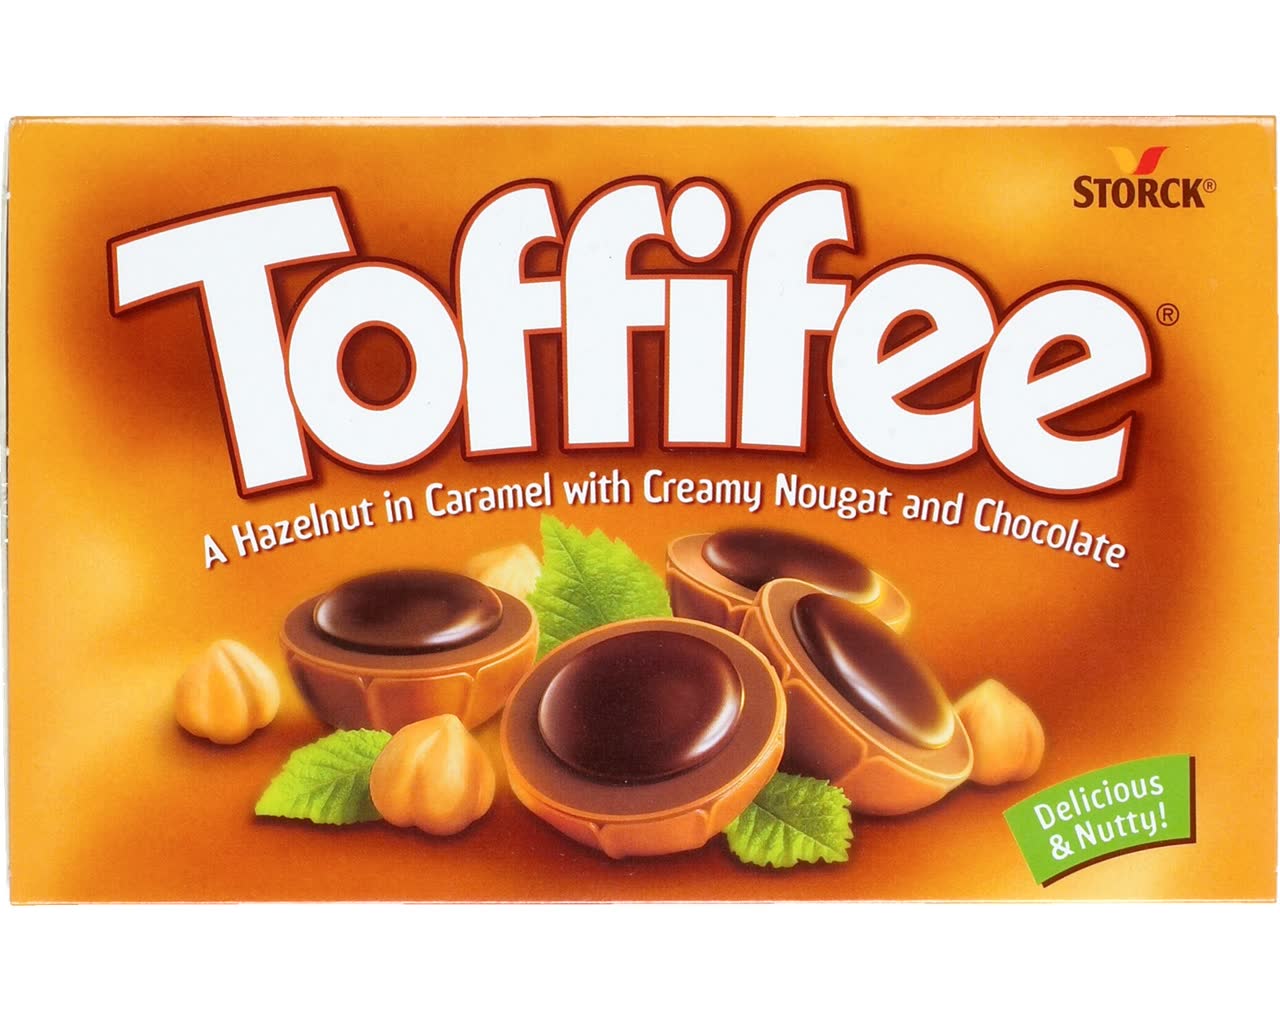 STORCK®
Toffifee®
A Hazelnut in Caramel with Creamy Nougat and Chocolate
Delicious
& Nutty!